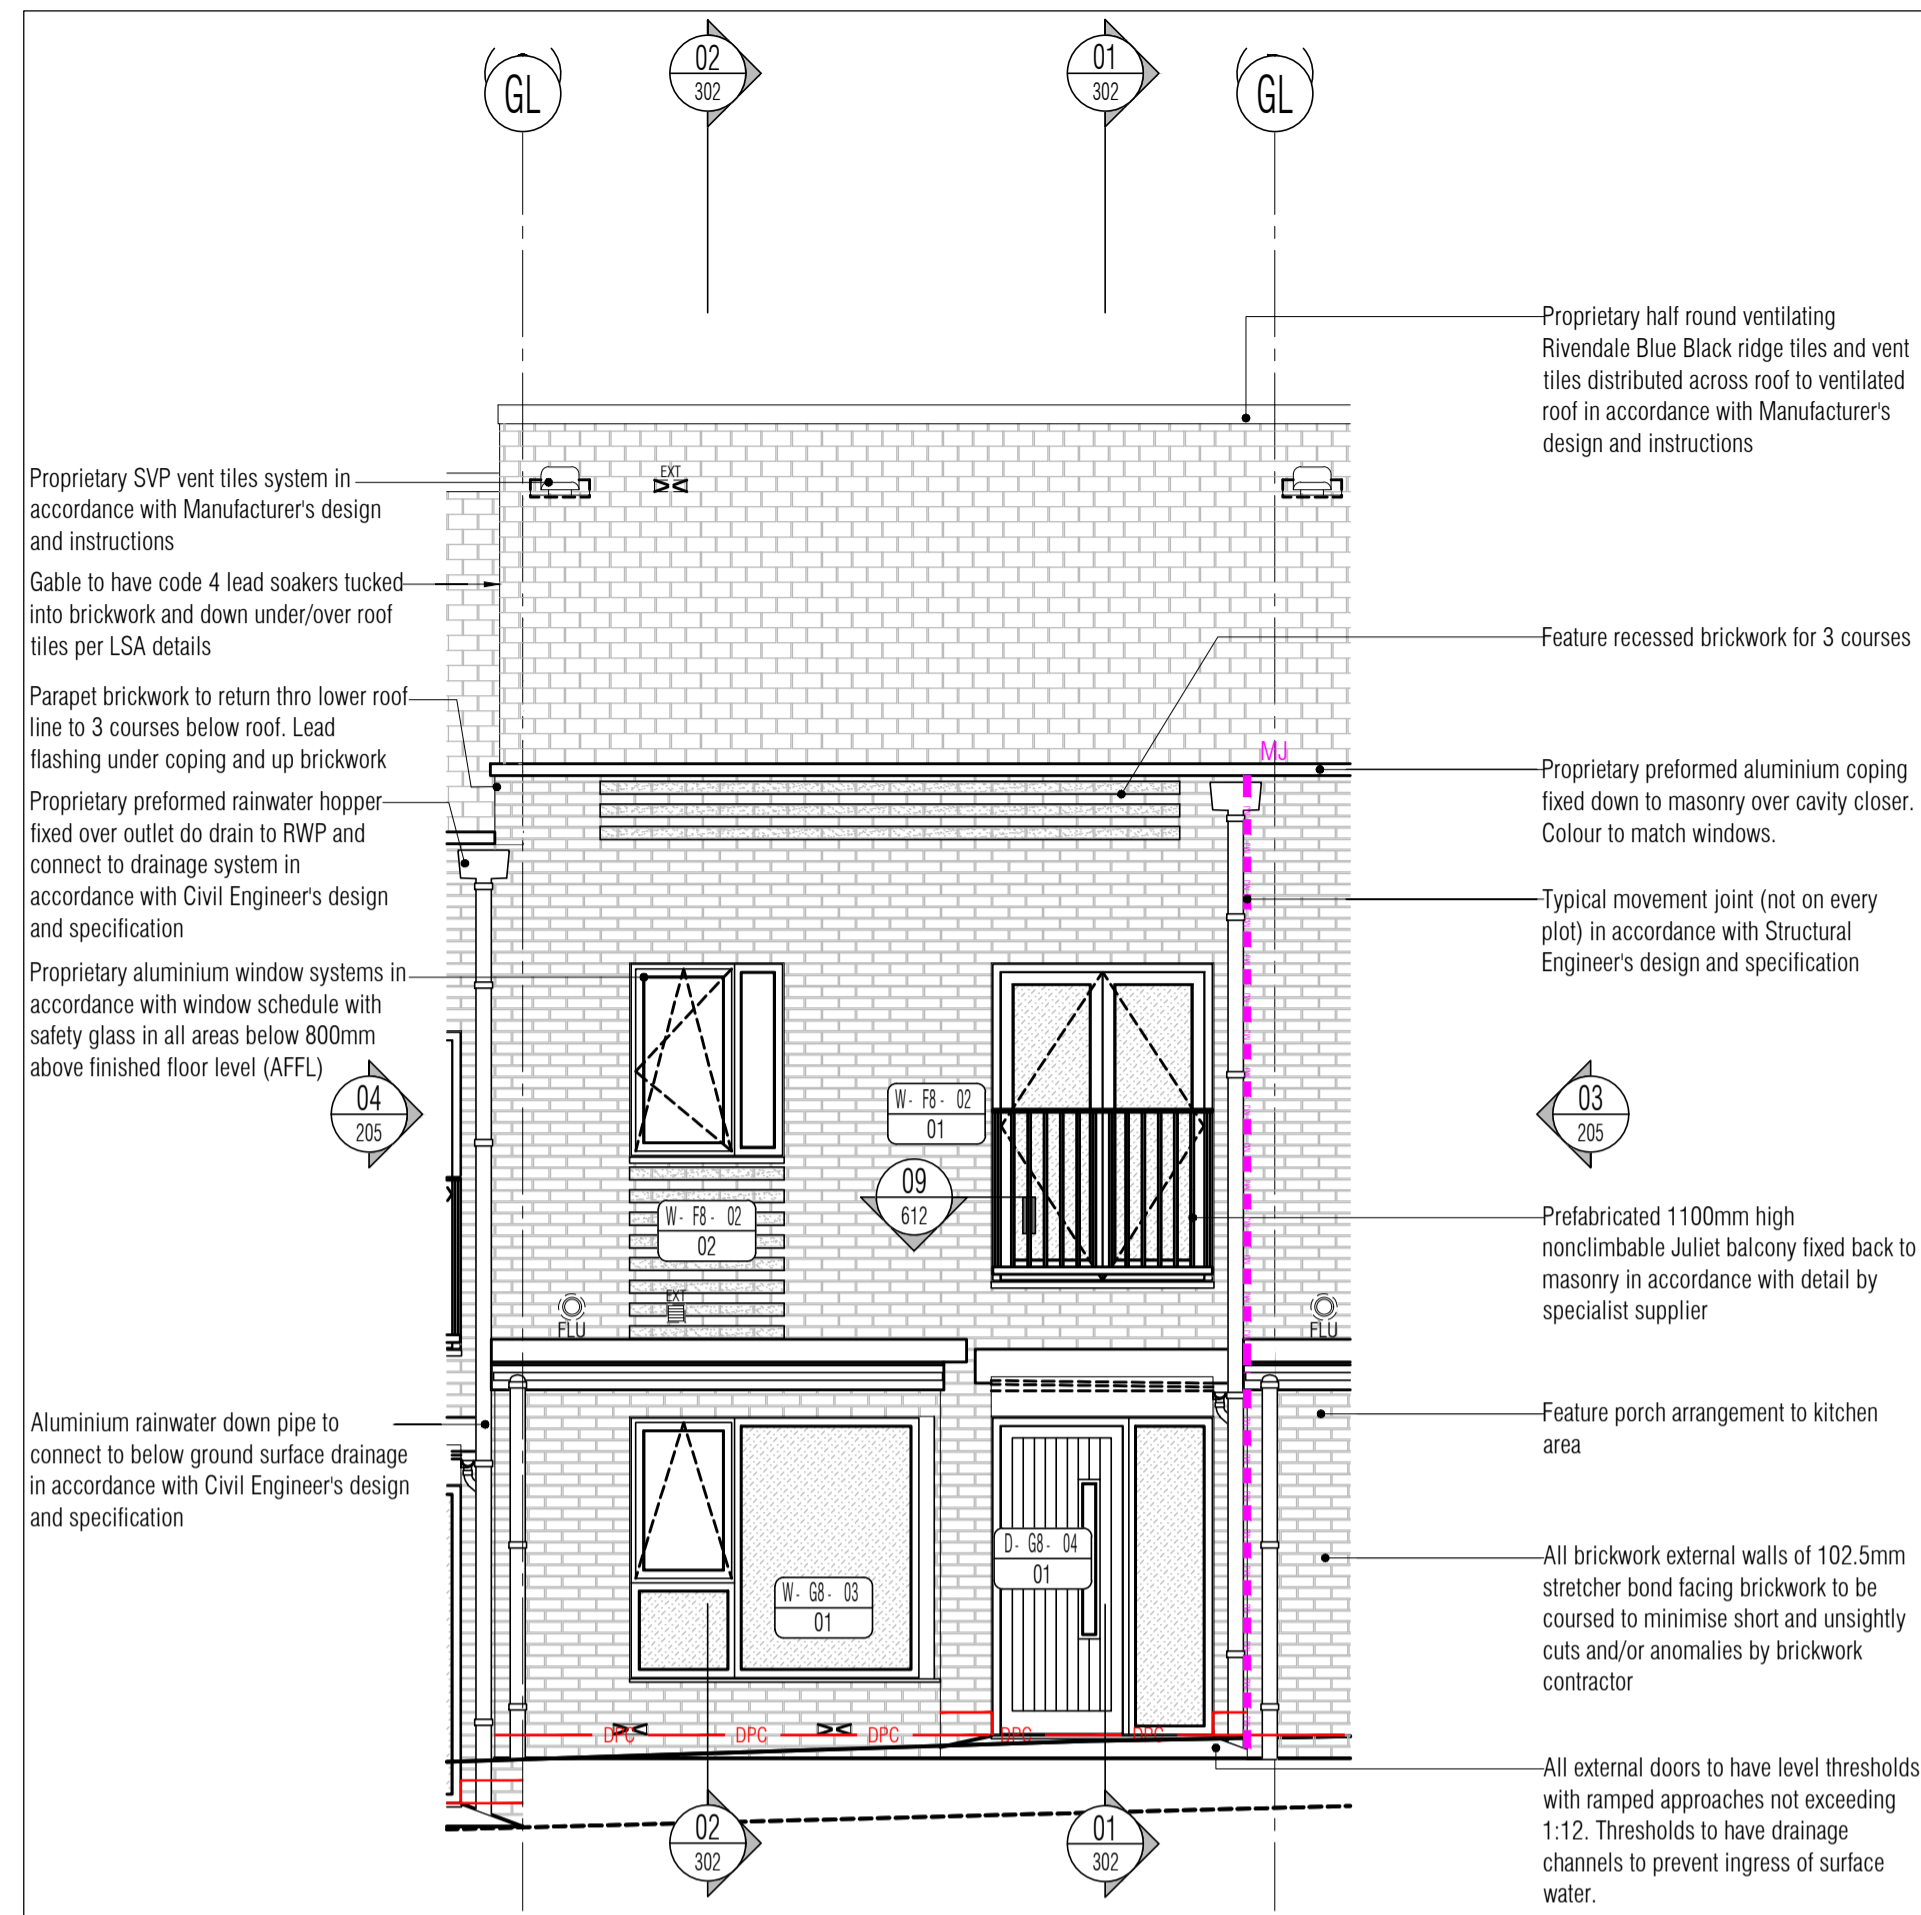 GL
02
302
01
302
GL
Proprietary half round ventilating
Rivendale Blue Black ridge tiles and vent
tiles distributed across roof to ventilated
roof in accordance with Manufacturer's
design and instructions
Proprietary SVP vent tiles system in
accordance with Manufacturer's design
and instructions
EXT
Gable to have code 4 lead soakers tucked
into brickwork and down under/over roof
tiles per LSA details
Feature recessed brickwork for 3 courses
Parapet brickwork to return thro lower roof
line to 3 courses below roof. Lead
flashing under coping and up brickwork
MJ
Proprietary preformed aluminium coping
fixed down to masonry over cavity closer.
Colour to match windows.
Proprietary preformed rainwater hopper
fixed over outlet do drain to RWP and
connect to drainage system in
accordance with Civil Engineer's design
and specification
Typical movement joint (not on every
plot) in accordance with Structural
Engineer's design and specification
Proprietary aluminium window systems in
accordance with window schedule with
safety glass in all areas below 800mm
above finished floor level (AFFL)
04
205
W- F8- 02
01
03
205
09
612
W- F8- 02
02
Prefabricated 1100mm high
nonclimbable Juliet balcony fixed back to
masonry in accordance with detail by
specialist supplier
EXT
FLU
FLU
Aluminium rainwater down pipe to
connect to below ground surface drainage
in accordance with Civil Engineer's design
and specification
Feature porch arrangement to kitchen
area
D- G8- 04
01
W- G8- 03
01
All brickwork external walls of 102.5mm
stretcher bond facing brickwork to be
coursed to minimise short and unsightly
cuts and/or anomalies by brickwork
contractor
DPC DPC DPC DPC DPC
All external doors to have level thresholds
with ramped approaches not exceeding
1:12. Thresholds to have drainage
channels to prevent ingress of surface
water.
02
302
01
302